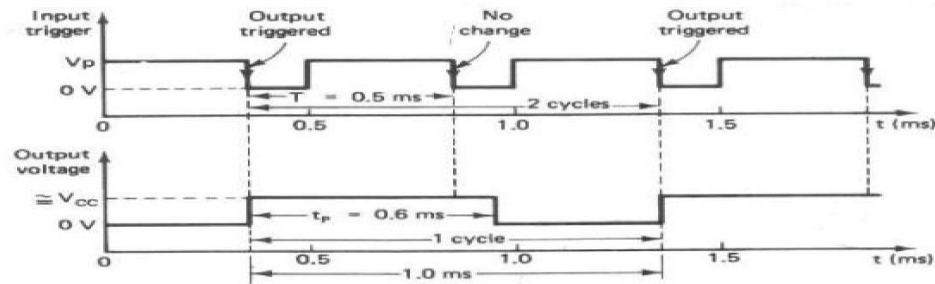 Input trigger
Output triggered
No change
Output triggered
Vp
0 V
T = 0.5 ms
2 cycles
0
0.5
1.0
1.5
t (ms)
Output voltage
≅ VCC
0 V
tP = 0.6 ms
1 cycle
0
0.5
1.0
1.5
t (ms)
1.0 ms